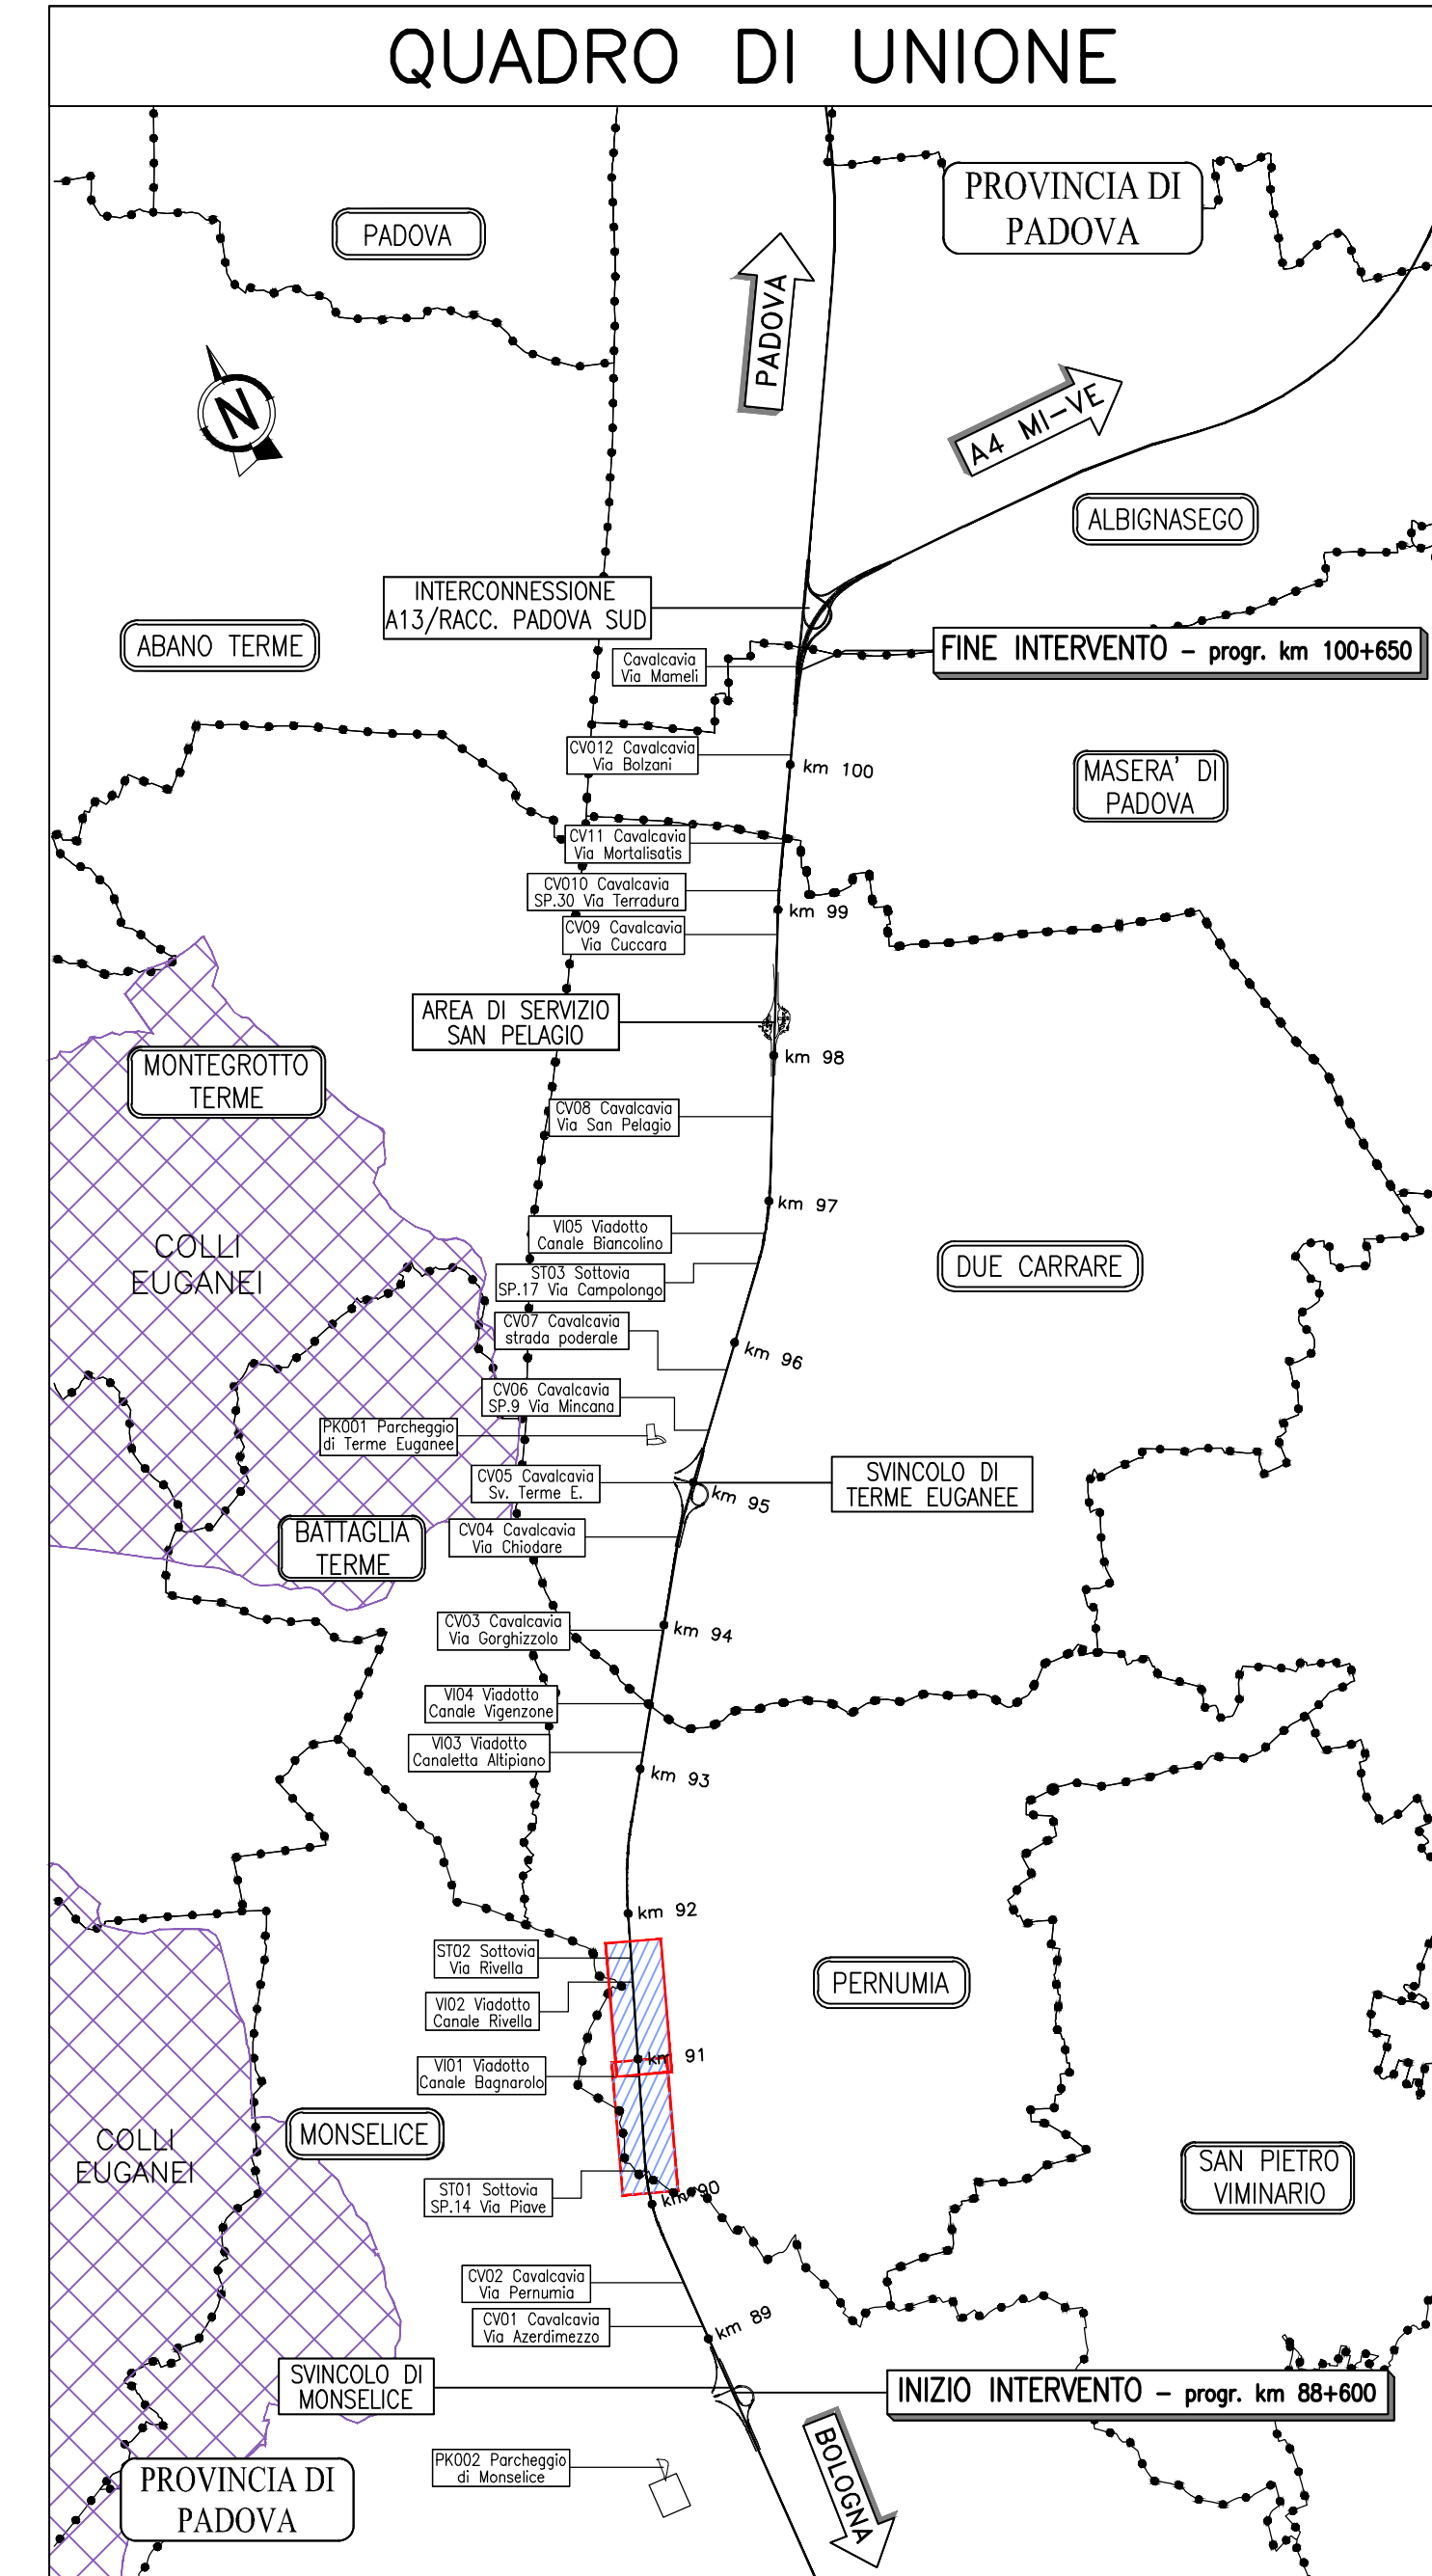 QUADRO DI UNIONE
PROVINCIA DI
PADOVA
PADOVA
PADOVA
N
A4 MI-VE
ALBIGNASEGO
INTERCONNESSIONE
A13/RACC. PADOVA SUD
ABANO TERME
FINE INTERVENTO - progr. km 100+650
Cavalcavia
Via Mameli
CV012 Cavalcavia
Via Bolzani
km 100
MASERA' DI
PADOVA
CV11 Cavalcavia
Via Mortalisatis
CV010 Cavalcavia
SP.30 Via Terradura
km 99
CV09 Cavalcavia
Via Cuccara
AREA DI SERVIZIO
SAN PELAGIO
km 98
MONTEGROTTO
TERME
CV08 Cavalcavia
Via San Pelagio
km 97
VI05 Viadotto
Canale Biancolino
COLLI
EUGANEI
DUE CARRARE
ST03 Sottovia
SP.17 Via Campolongo
CV07 Cavalcavia
strada poderale
km 96
CV06 Cavalcavia
SP.9 Via Mincana
PK001 Parcheggio
di Terme Euganee
CV05 Cavalcavia
Sv. Terme E.
SVINCOLO DI
TERME EUGANEE
km 95
BATTAGLIA
TERME
CV04 Cavalcavia
Via Chiodare
CV03 Cavalcavia
Via Gorghizzolo
km 94
VI04 Viadotto
Canale Vigenzone
VI03 Viadotto
Canaletta Altipiano
km 93
km 92
ST02 Sottovia
Via Rivella
PERNUMIA
VI02 Viadotto
Canale Rivella
km 91
VI01 Viadotto
Canale Bagnarolo
MONSELICE
COLLI
EUGANEI
SAN PIETRO
VIMINARIO
ST01 Sottovia
SP.14 Via Piave
km 90
CV02 Cavalcavia
Via Pernumia
CV01 Cavalcavia
Via Azerdimezzo
km 89
SVINCOLO DI
MONSELICE
INIZIO INTERVENTO - progr. km 88+600
BOLOGNA
PK002 Parcheggio
di Monselice
PROVINCIA DI
PADOVA